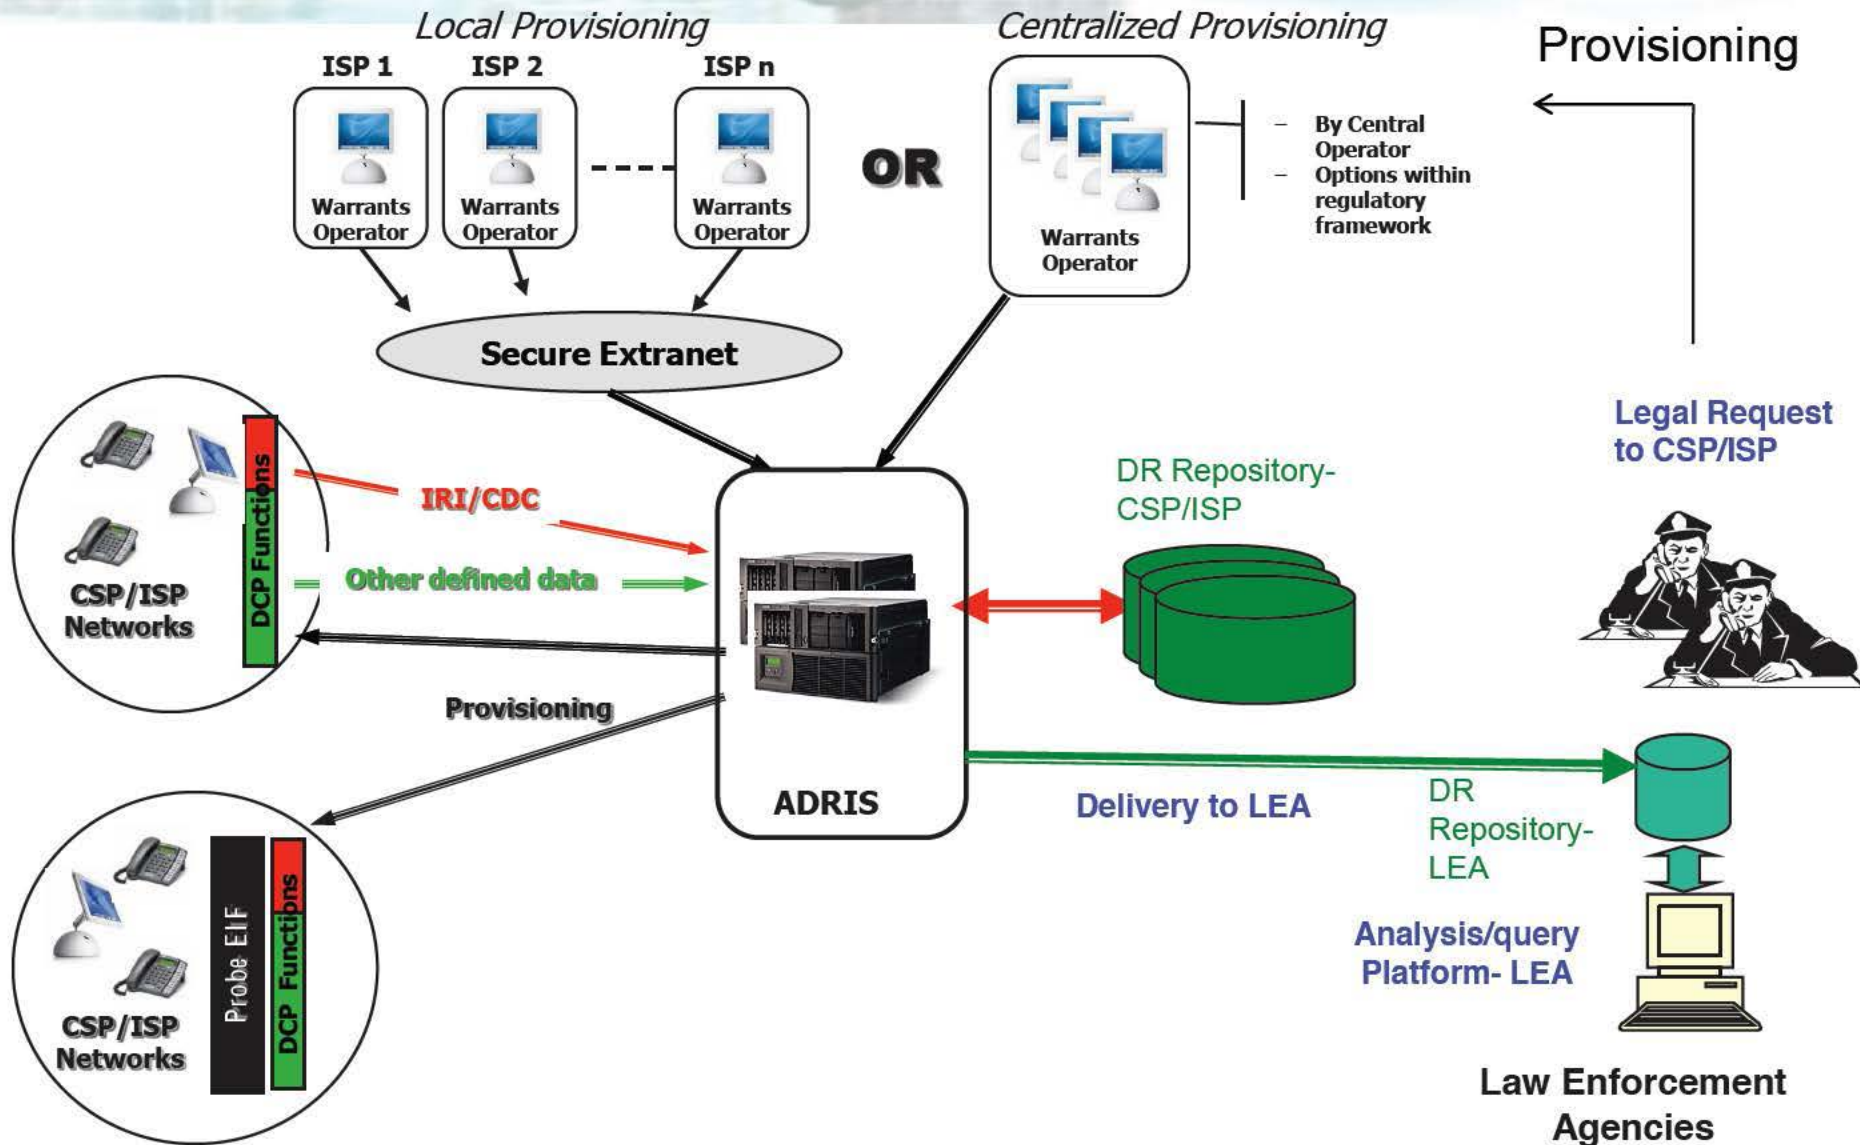 Local Provisioning
Centralized Provisioning
Provisioning
ISP 1
ISP 2
ISP n
Warrants
Operator
Warrants
Operator
Warrants
Operator
OR
Warrants
Operator
– By Central
Operator
– Options within
regulatory
framework
Secure Extranet
Legal Request
to CSP/ISP
DCP Functions
CSP/ISP
Networks
IRI/CDC
Other defined data
Provisioning
ADRIS
DR Repository-
CSP/ISP
Delivery to LEA
DR
Repository-
LEA
Analysis/query
Platform- LEA
Law Enforcement
Agencies
CSP/ISP
Networks
Probe EIF
DCP Functions